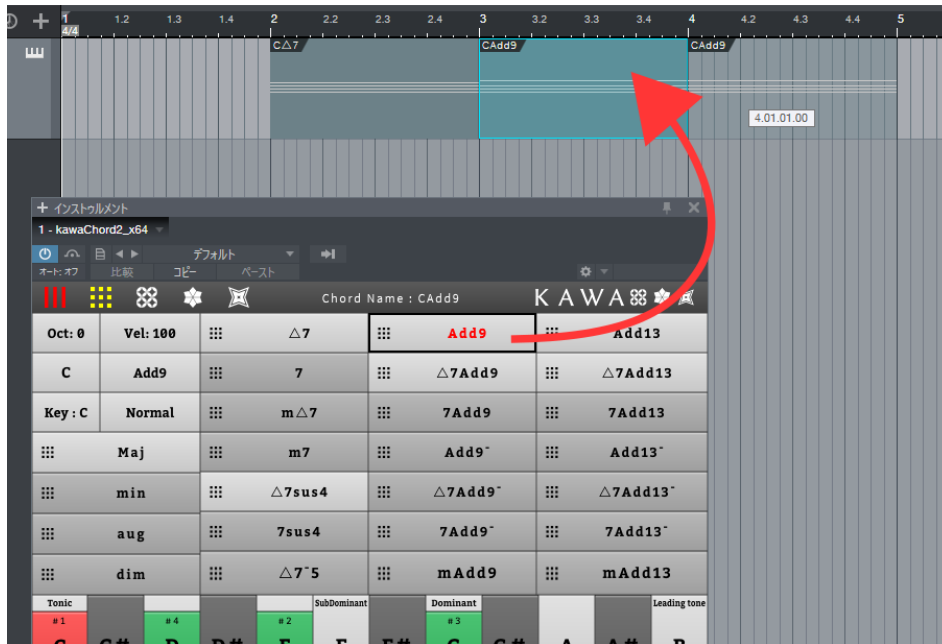 1 1.2 1.3 1.4 2 2.2 2.3 2.4 3 3.2 3.3 3.4 4 4.2 4.3 4.4 5
4/4
C△7 CAdd9 CAdd9
4.01.01.00
インストゥルメント
1 - kawaChord2_x64
デフォルト
オート: オフ 比較 コピー ペースト
Chord Name : CAdd9 KAWA
Oct: 0 Vel: 100 △7 Add9 Add13
C Add9 7 △7Add9 △7Add13
Key : C Normal m△7 7Add9 7Add13
Maj m7 Add9- Add13-
min △7sus4 △7Add9- △7Add13-
aug 7sus4 7Add9- 7Add13-
dim △7-5 mAdd9 mAdd13
Tonic SubDominant Dominant Leading tone
#1 #4 #2 #3
C C# D D# E F F# G G# A A# B